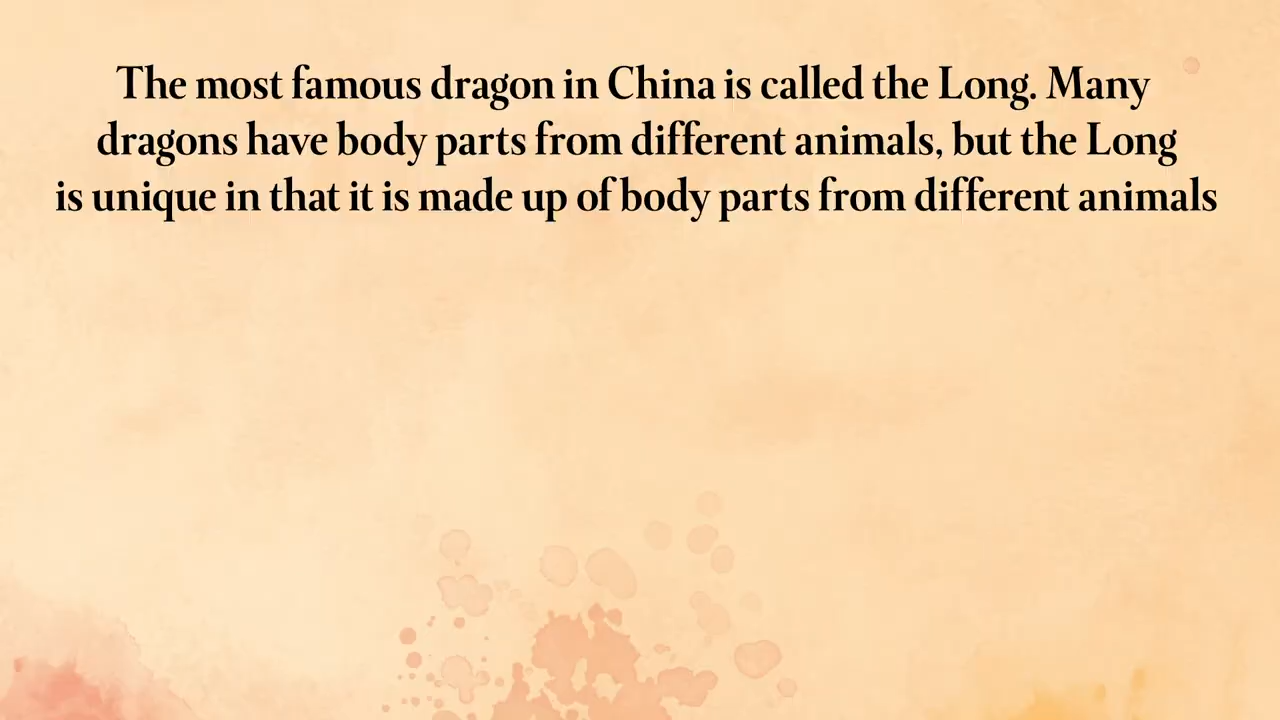 The most famous dragon in China is called the Long. Many
dragons have body parts from different animals, but the Long
is unique in that it is made up of body parts from different animals